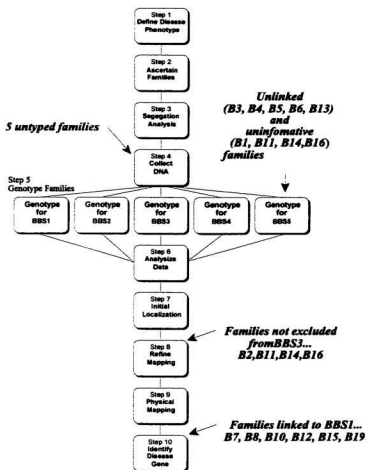 Step 1
Define Disease
Phenotype
Step 2
Ascertain
Families
Step 3
Segegation
Analysis
Unlinked
(B3, B4, B5, B6, B13)
and
uninfomative
(B1, B11, B14,B16)
families
5 untyped families
Step 4
Collect
DNA
Step 5
Genotype Families
Genotype
for
BBS1
Genotype
for
BBS2
Genotype
for
BBS3
Genotype
for
BBS4
Genotype
for
BBS5
Step 6
Analysize
Data
Step 7
Initial
Localization
Families not excluded
fromBBS3...
B2,B11,B14,B16
Step 8
Refine
Mapping
Step 9
Physical
Mapping
Families linked to BBS1...
B7, B8, B10, B12, B15, B19
Step 10
Identify
Disease
Gene